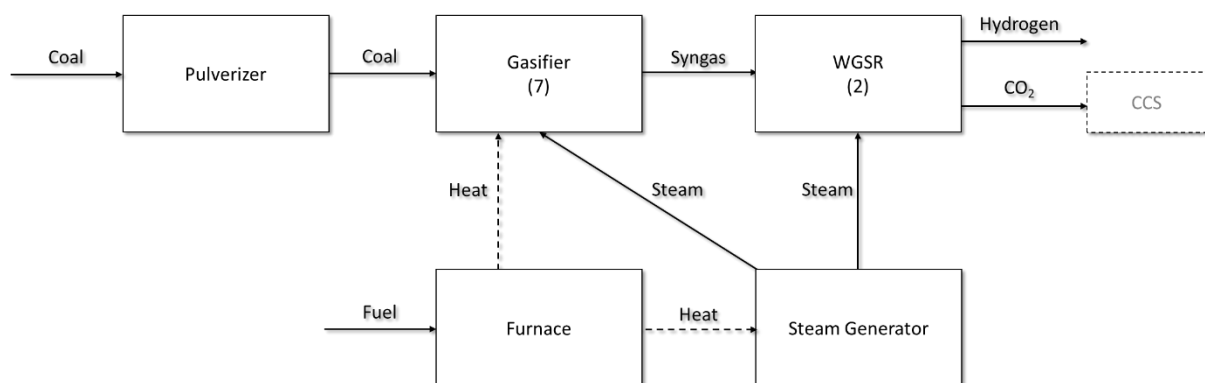 Hydrogen
Coal
Coal
Syngas
Pulverizer
Gasifier
(7)
WGSR
(2)
CO₂
CCS
Heat
Steam
Steam
Fuel
Heat
Furnace
Steam Generator